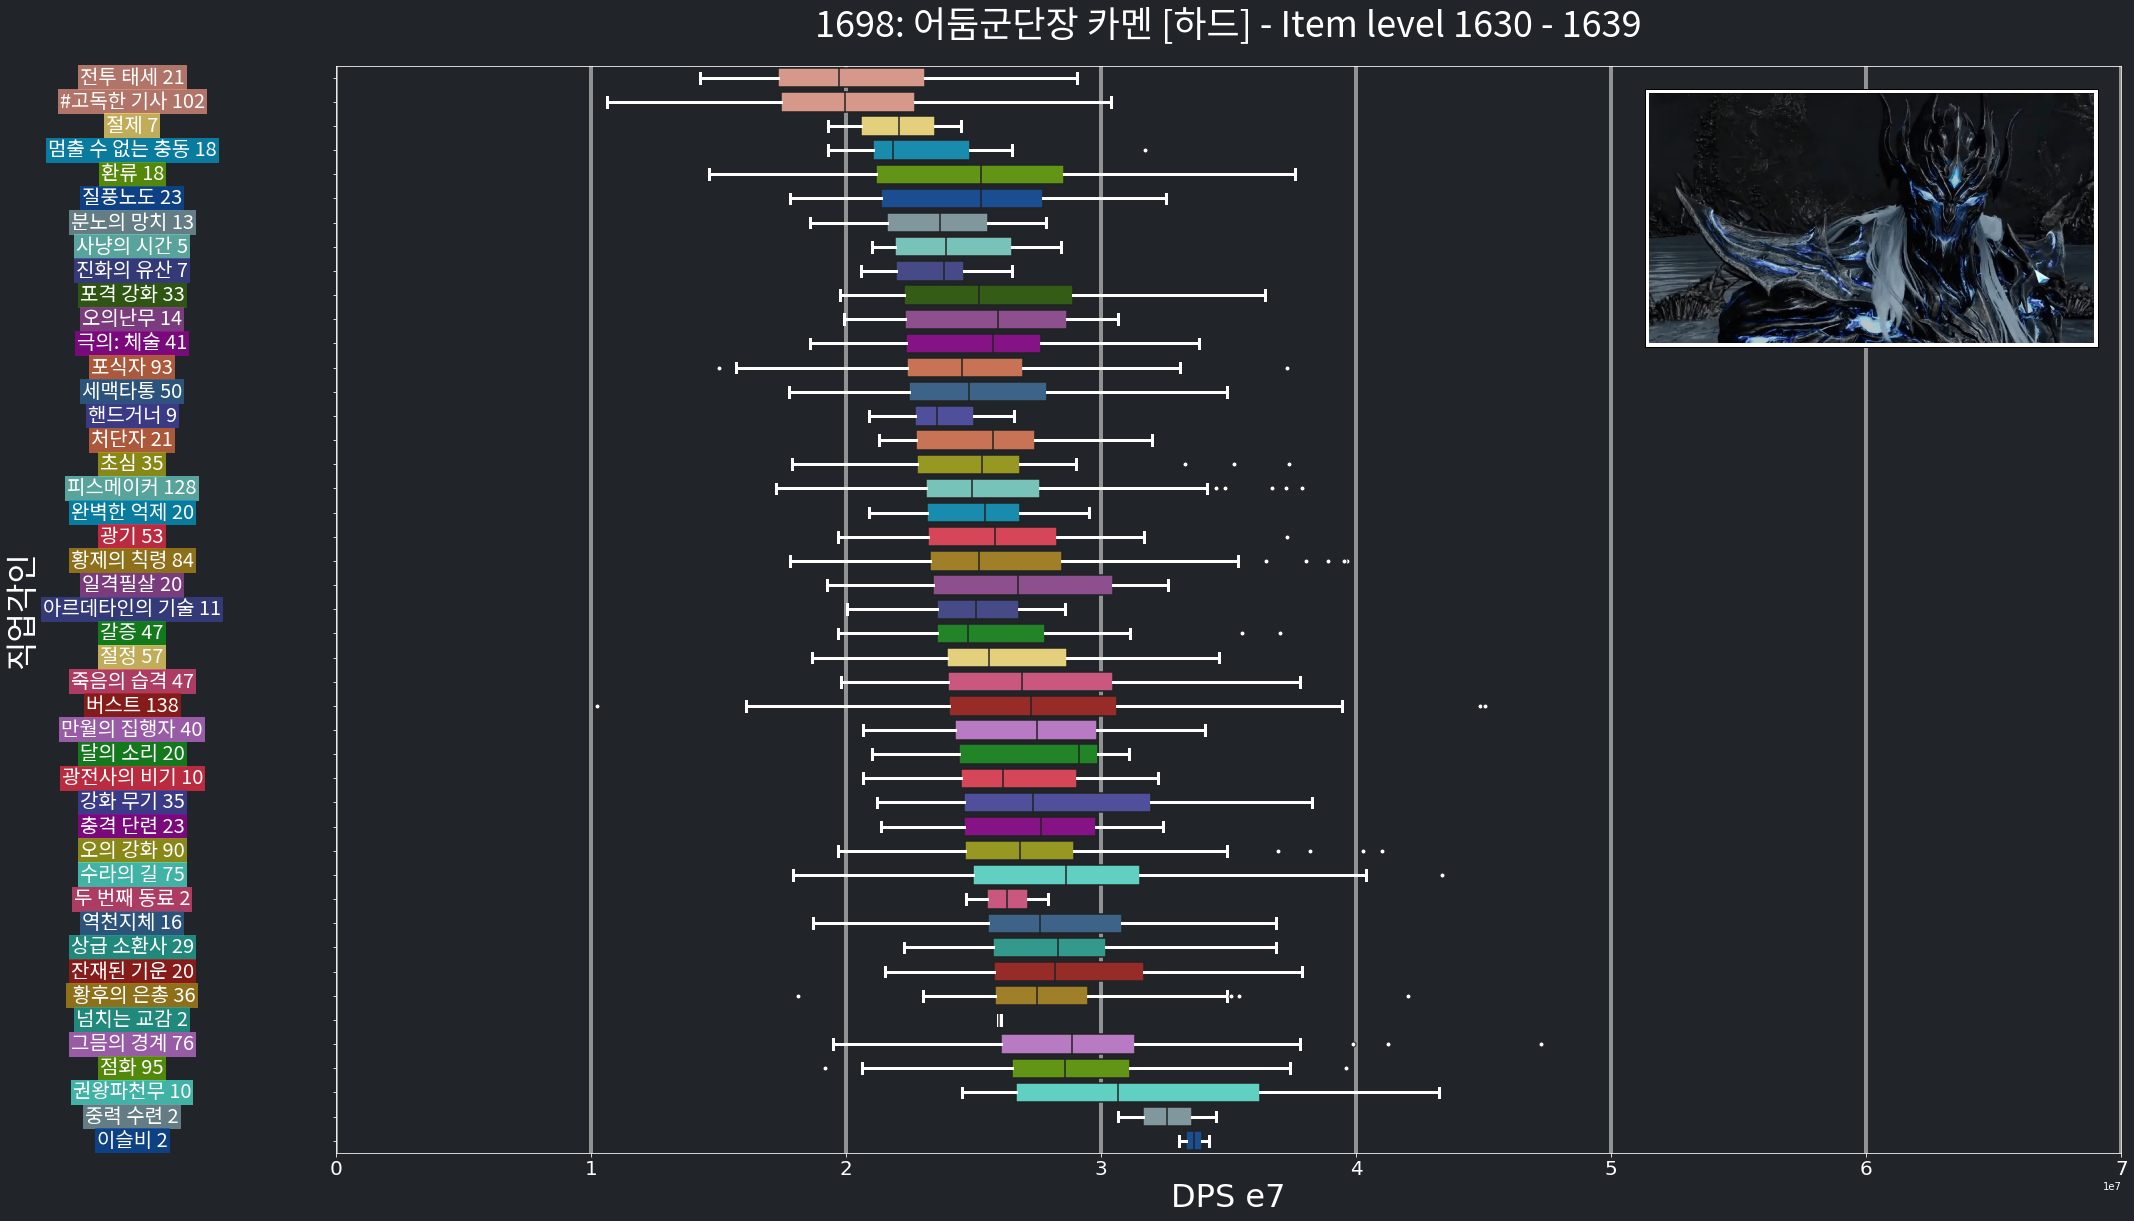 1698: 어둠군단장 카멘 [하드] - Item level 1630 - 1639
직업각인
전투 태세 21
#고독한 기사 102
절제 7
멈출 수 없는 충동 18
환류 18
질풍노도 23
분노의 망치 13
사냥의 시간 5
진화의 유산 7
포격 강화 33
오의난무 14
극의: 체술 41
포식자 93
세맥타통 50
핸드거너 9
처단자 21
초심 35
피스메이커 128
완벽한 억제 20
광기 53
황제의 칙령 84
일격필살 20
아르데타인의 기술 11
갈증 47
절정 57
죽음의 습격 47
버스트 138
만월의 집행자 40
달의 소리 20
광전사의 비기 10
강화 무기 35
충격 단련 23
오의 강화 90
수라의 길 75
두 번째 동료 2
역천지체 16
상급 소환사 29
잔재된 기운 20
황후의 은총 36
넘치는 교감 2
그믐의 경계 76
점화 95
권왕파천무 10
중력 수련 2
이슬비 2
0 1 2 3 4 5 6 7
1e7
DPS e7